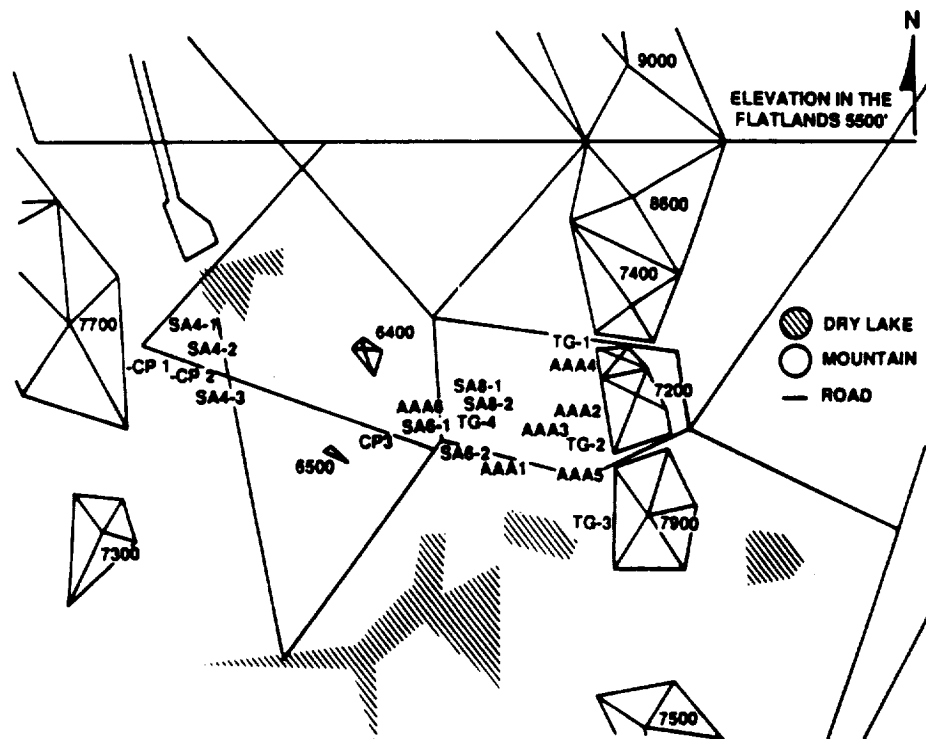 N
9000
ELEVATION IN THE
FLATLANDS 5500'
8600
7400
7700
SA4-1
6400
TG-1
DRY LAKE
SA4-2
-CP 1
-CP 2
AAA4
MOUNTAIN
SA4-3
SA8-1
7200
ROAD
AAA6
SA8-2
AAA2
SA6-1
TG-4
AAA3
CP3
TG-2
SA6-2
6500
AAA1
AAA5
TG-3
7900
7300
7500